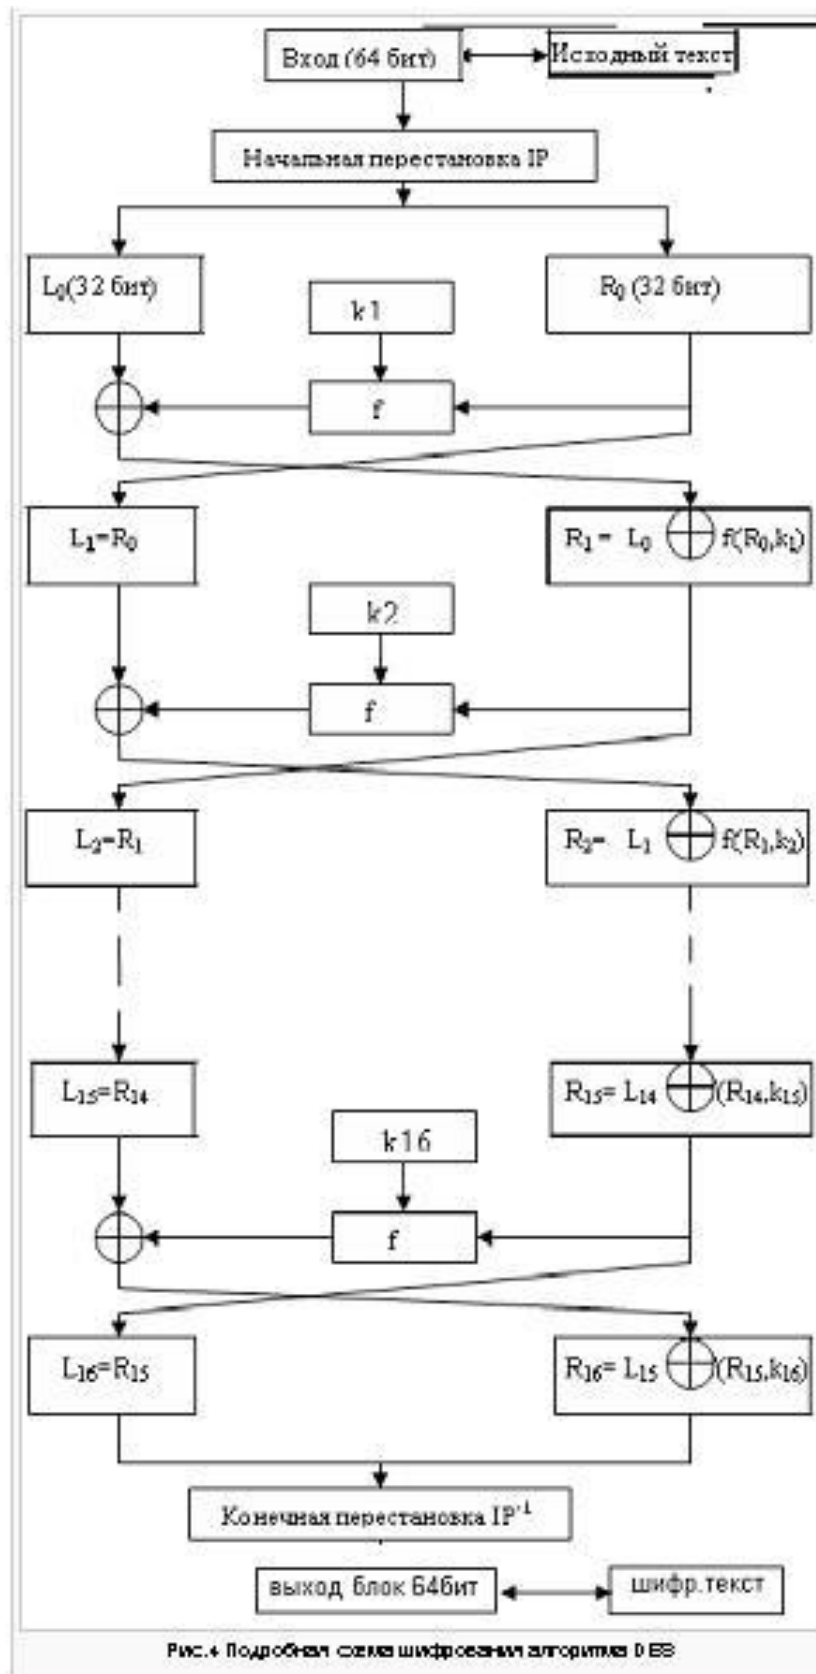 Вход (64 бит)
Исходный текст
Начальная перестановка IP
L₀(32 бит)
R₀ (32 бит)
k1
f
L₁=R₀
R₁ = L₀ ⊕ f(R₀,k₁)
k2
f
L₂=R₁
R₂= L₁ ⊕ f(R₁,k₂)
L₁₅=R₁₄
R₁₅= L₁₄ ⊕ (R₁₄,k₁₅)
k16
f
L₁₆=R₁₅
R₁₆= L₁₅ ⊕ (R₁₅,k₁₆)
Конечная перестановка IP⁻¹
выход блок 64бит
шифр.текст
Рис.4 Подробная схема шифрования алгоритма DES